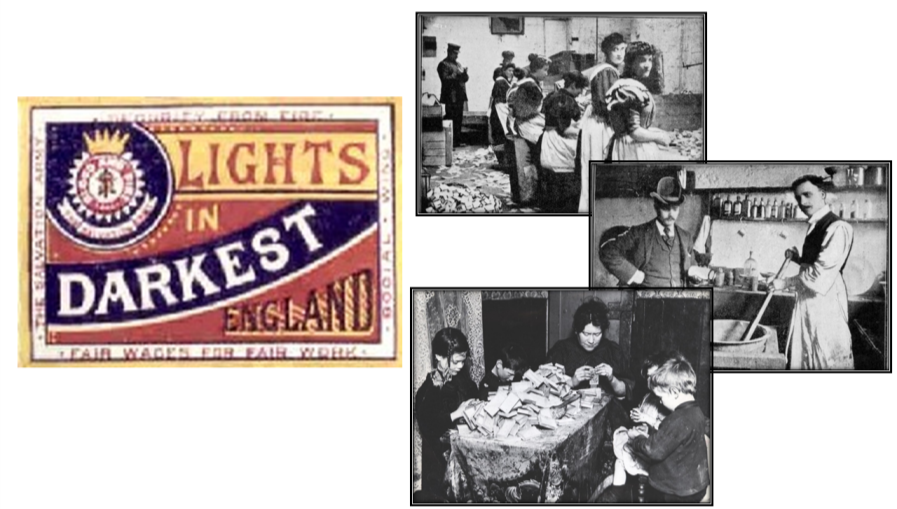 SECURITY FROM FIRE
LIGHTS
IN
DARKEST
ENGLAND
THE SALVATION ARMY
SOCIAL WING
FAIR WAGES FOR FAIR WORK